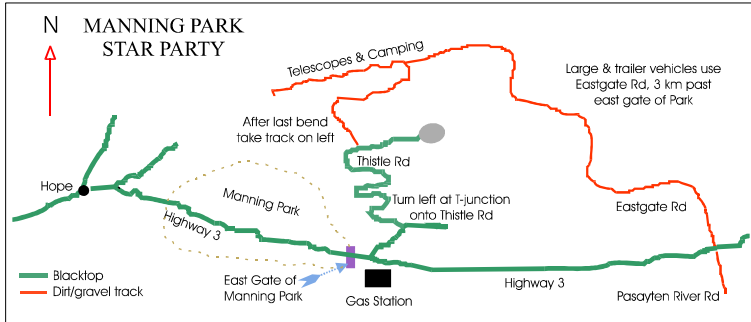 N
MANNING PARK
STAR PARTY
Telescopes & Camping
Large & trailer vehicles use
Eastgate Rd, 3 km past
east gate of Park
After last bend
take track on left
Thistle Rd
Hope
Manning Park
Turn left at T-junction
onto Thistle Rd
Highway 3
Eastgate Rd
Blacktop
Dirt/gravel track
East Gate of
Manning Park
Gas Station
Highway 3
Pasayten River Rd